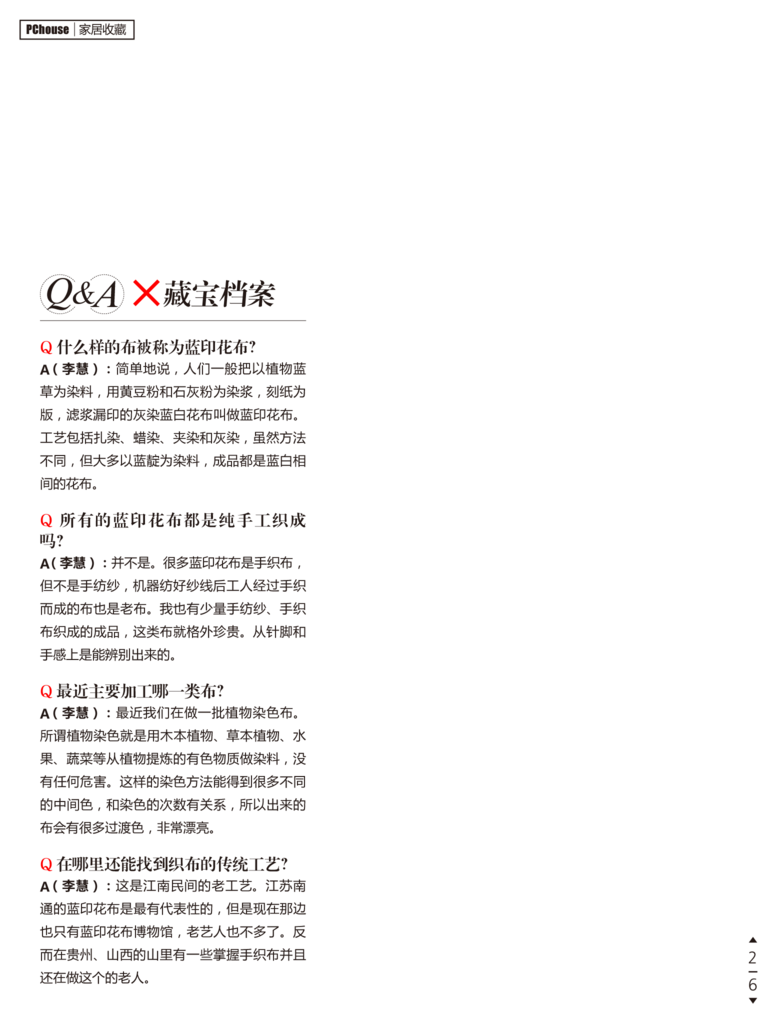 PChouse | 家居收藏
Q&A ×藏宝档案
Q 什么样的布被称为蓝印花布？
A（李慧）：简单地说，人们一般把以植物蓝
草为染料，用黄豆粉和石灰粉为染浆，刻纸为
版，滤浆漏印的灰染蓝白花布叫做蓝印花布。
工艺包括扎染、蜡染、夹染和灰染，虽然方法
不同，但大多以蓝靛为染料，成品都是蓝白相
间的花布。
Q 所有的蓝印花布都是纯手工织成
吗？
A（李慧）：并不是。很多蓝印花布是手织布，
但不是手纺纱，机器纺好纱线后工人经过手织
而成的布也是老布。我也有少量手纺纱、手织
布织成的成品，这类布就格外珍贵。从针脚和
手感上是能辨别出来的。
Q 最近主要加工哪一类布？
A（李慧）：最近我们在做一批植物染色布。
所谓植物染色就是用木本植物、草本植物、水
果、蔬菜等从植物提炼的有色物质做染料，没
有任何危害。这样的染色方法能得到很多不同
的中间色，和染色的次数有关系，所以出来的
布会有很多过渡色，非常漂亮。
Q 在哪里还能找到织布的传统工艺？
A（李慧）：这是江南民间的老工艺。江苏南
通的蓝印花布是最有代表性的，但是现在那边
也只有蓝印花布博物馆，老艺人也不多了。反
而在贵州、山西的山里有一些掌握手织布并且
还在做这个的老人。
2
6